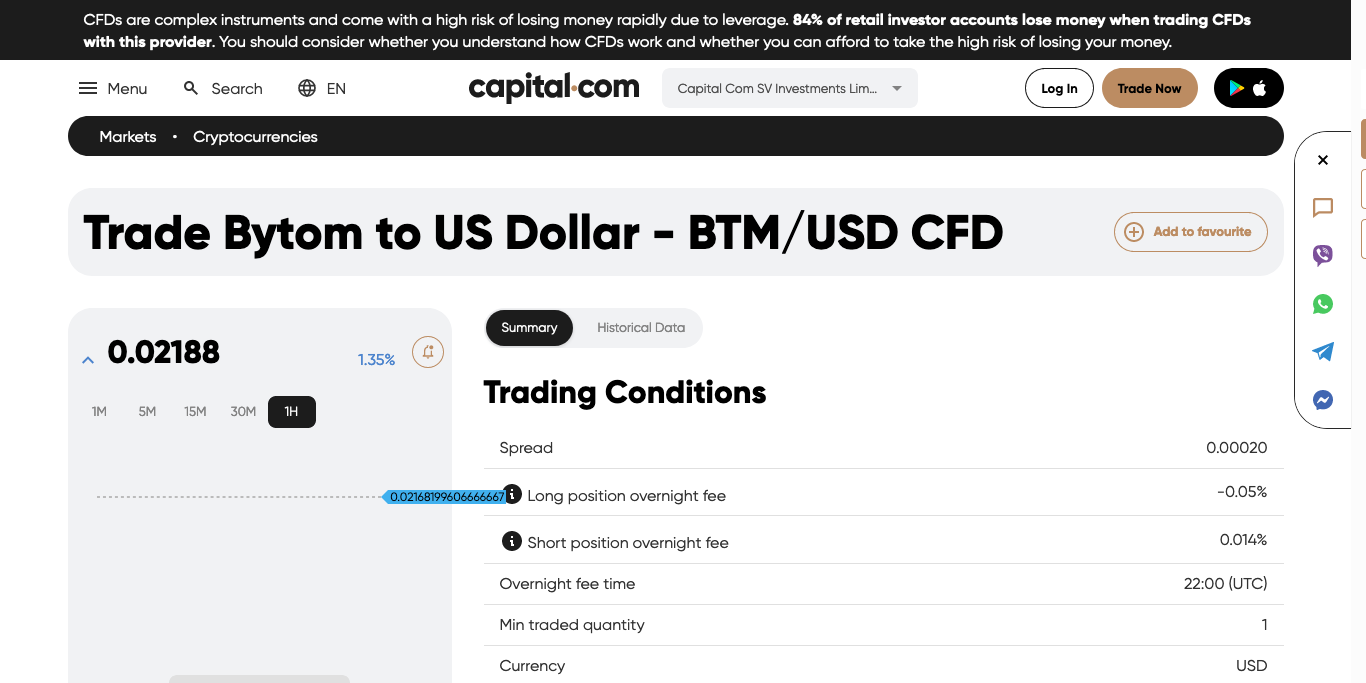 CFDs are complex instruments and come with a high risk of losing money rapidly due to leverage. 84% of retail investor accounts lose money when trading CFDs
with this provider. You should consider whether you understand how CFDs work and whether you can afford to take the high risk of losing your money.
Menu Search EN capital.com Capital Com SV Investments Lim... Log In Trade Now
Markets • Cryptocurrencies
Trade Bytom to US Dollar - BTM/USD CFD Add to favourite
0.02188 1.35%
1M 5M 15M 30M 1H
0.02168199606666667
Summary Historical Data
Trading Conditions
Spread 0.00020
Long position overnight fee -0.05%
Short position overnight fee 0.014%
Overnight fee time 22:00 (UTC)
Min traded quantity 1
Currency USD